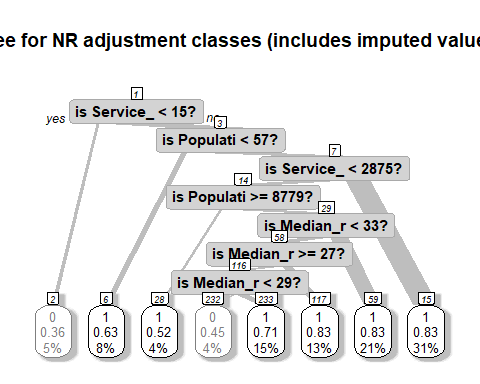 ee for NR adjustment classes (includes imputed value
1
is Service_ < 15?
yes
3
is Populati < 57?
7
is Service_ < 2875?
14
is Populati >= 8779?
29
is Median_r < 33?
58
is Median_r >= 27?
116
is Median_r < 29?
2 6 28 232 233 117 59 15
0 1 1 0 1 1 1 1
0.36 0.63 0.52 0.45 0.71 0.83 0.83 0.83
5% 8% 4% 4% 15% 13% 21% 31%